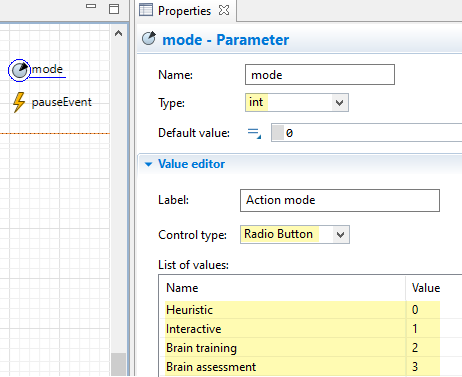 Properties
mode
pauseEvent
mode - Parameter
Name: mode
Type: int
Default value: 0
Value editor
Label: Action mode
Control type: Radio Button
List of values:
Name Value
Heuristic 0
Interactive 1
Brain training 2
Brain assessment 3